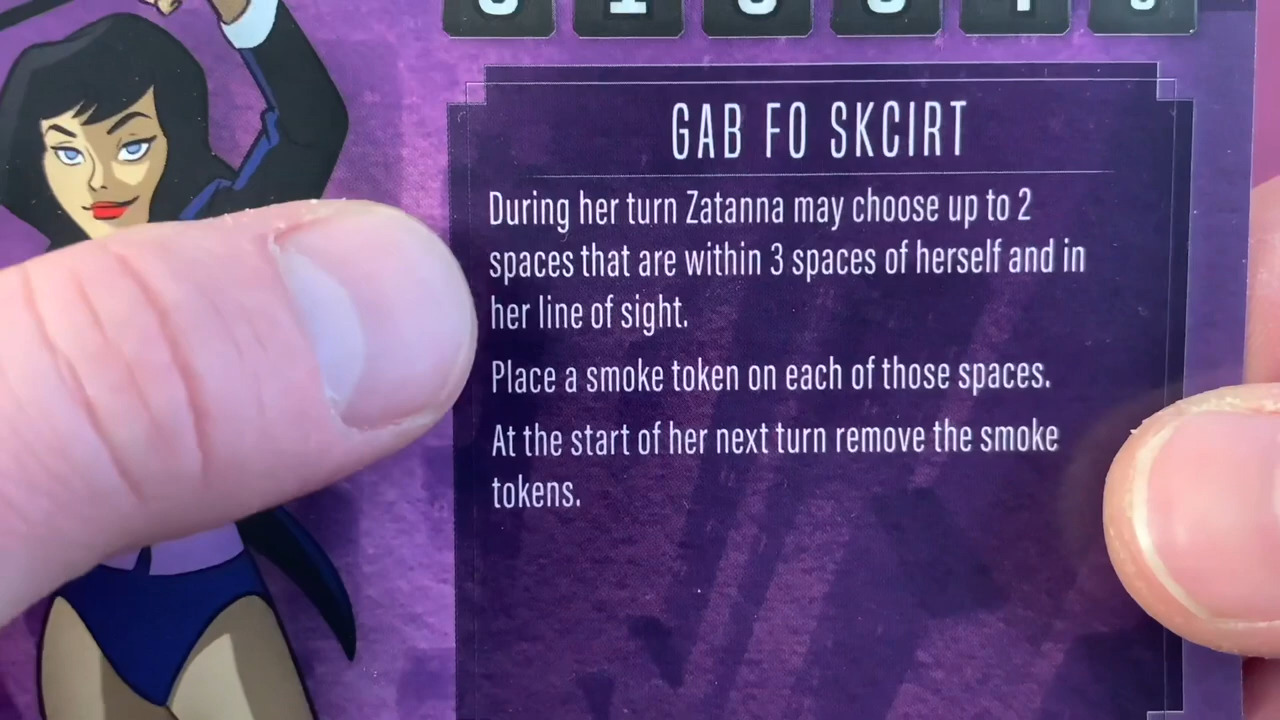 GAB FO SKCIRT
During her turn Zatanna may choose up to 2
spaces that are within 3 spaces of herself and in
her line of sight.
Place a smoke token on each of those spaces.
At the start of her next turn remove the smoke
tokens.